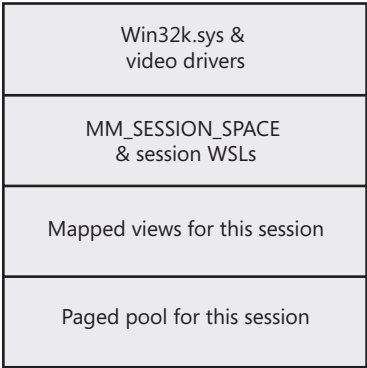 Win32k.sys &
video drivers
MM_SESSION_SPACE
& session WSLs
Mapped views for this session
Paged pool for this session